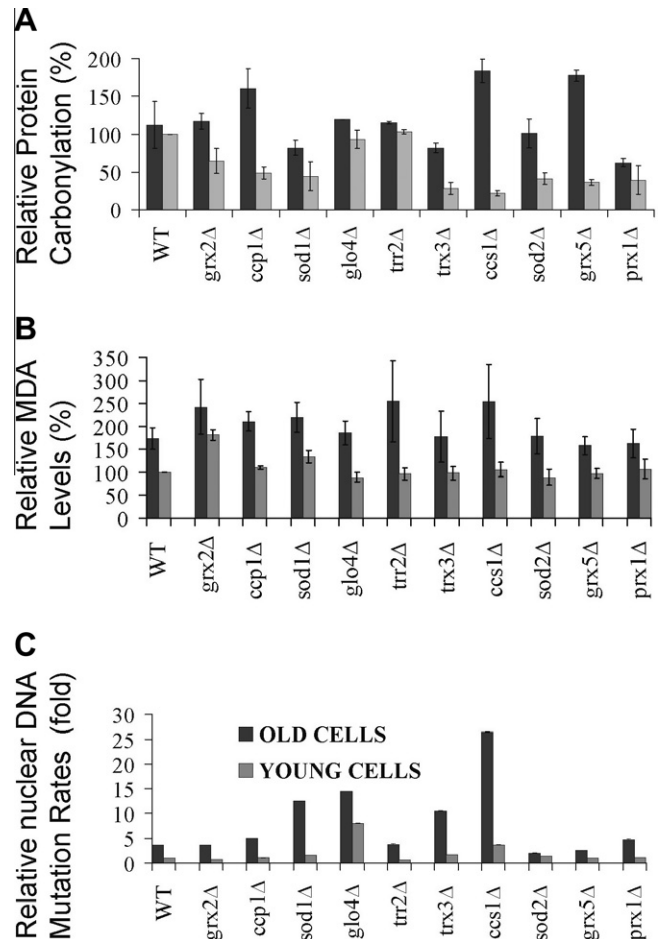 A
Relative Protein
Carbonylation (%)
200
150
100
50
0
WT
grx2Δ
ccp1Δ
sod1Δ
glo4Δ
trr2Δ
trx3Δ
ccs1Δ
sod2Δ
grx5Δ
prx1Δ
B
Relative MDA
Levels (%)
350
300
250
200
150
100
50
0
WT
grx2Δ
ccp1Δ
sod1Δ
glo4Δ
trr2Δ
trx3Δ
ccs1Δ
sod2Δ
grx5Δ
prx1Δ
C
Relative nuclear DNA
Mutation Rates (fold)
30
25
20
15
10
5
0
OLD CELLS
YOUNG CELLS
WT
grx2Δ
ccp1Δ
sod1Δ
glo4Δ
trr2Δ
trx3Δ
ccs1Δ
sod2Δ
grx5Δ
prx1Δ